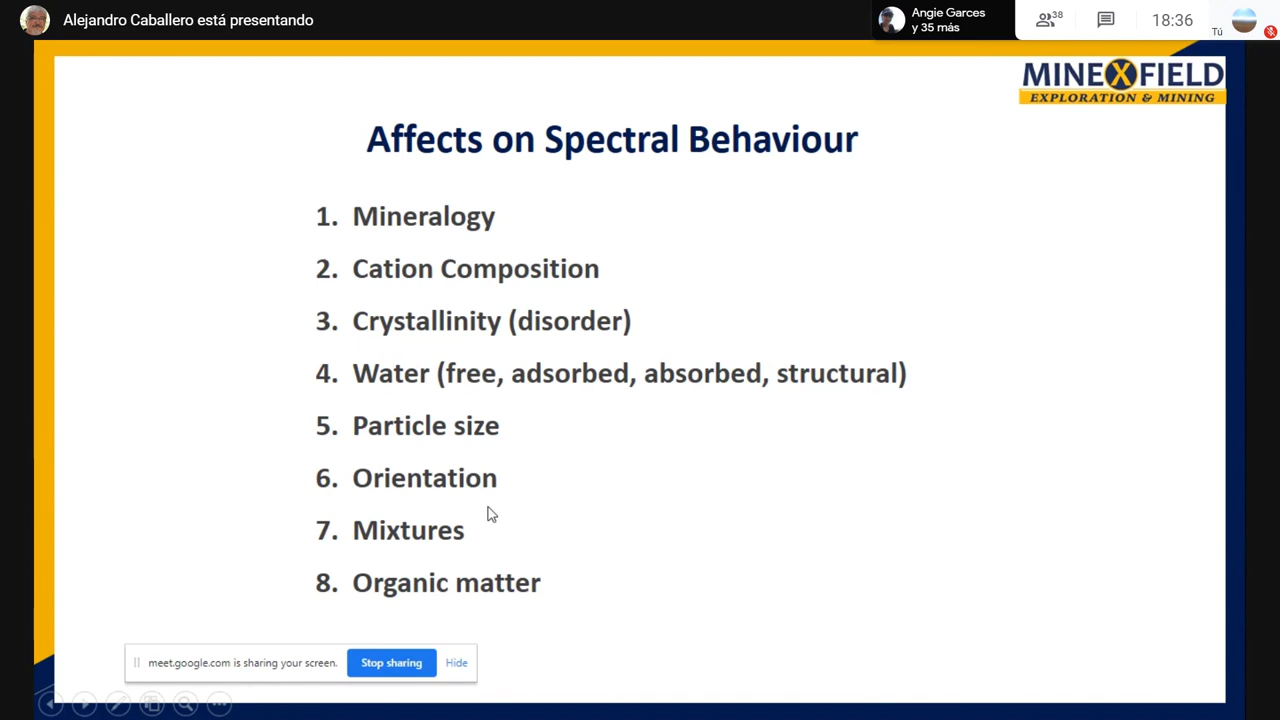 Alejandro Caballero está presentando
Angie Garces
y 35 más
38
18:36
Tú
MINEXFIELD
EXPLORATION & MINING
Affects on Spectral Behaviour
1. Mineralogy
2. Cation Composition
3. Crystallinity (disorder)
4. Water (free, adsorbed, absorbed, structural)
5. Particle size
6. Orientation
7. Mixtures
8. Organic matter
meet.google.com is sharing your screen.
Stop sharing
Hide